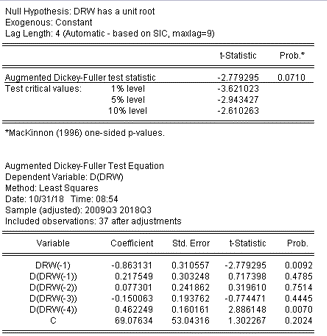 Null Hypothesis: DRW has a unit root
Exogenous: Constant
Lag Length: 4 (Automatic - based on SIC, maxlag=9)
t-Statistic Prob.*
Augmented Dickey-Fuller test statistic -2.779295 0.0710
Test critical values: 1% level -3.621023
5% level -2.943427
10% level -2.610263
*MacKinnon (1996) one-sided p-values.
Augmented Dickey-Fuller Test Equation
Dependent Variable: D(DRW)
Method: Least Squares
Date: 10/31/18 Time: 08:54
Sample (adjusted): 2009Q3 2018Q3
Included observations: 37 after adjustments
Variable Coefficient Std. Error t-Statistic Prob.
DRW(-1) -0.863131 0.310557 -2.779295 0.0092
D(DRW(-1)) 0.217549 0.303248 0.717398 0.4785
D(DRW(-2)) 0.077301 0.241862 0.319610 0.7514
D(DRW(-3)) -0.150063 0.193762 -0.774471 0.4445
D(DRW(-4)) 0.462249 0.160161 2.886148 0.0070
C 69.07634 53.04316 1.302267 0.2024